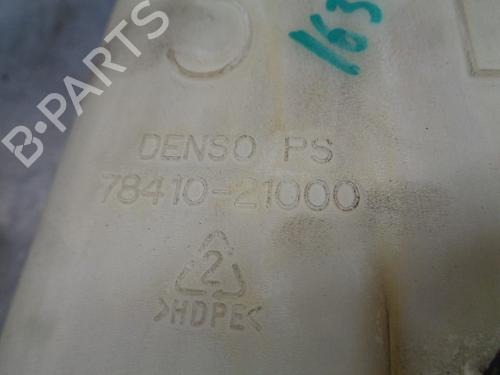 163
B-PARTS
DENSO PS
78410-21000
2
>HDPE<